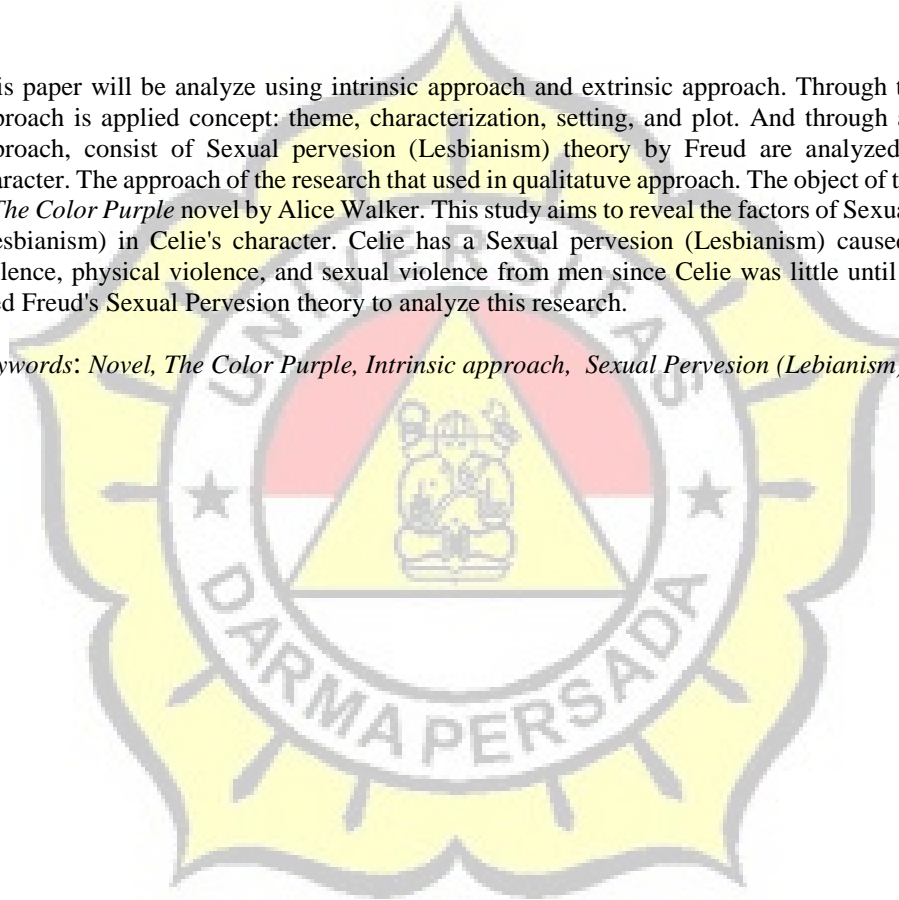 is paper will be analyze using intrinsic approach and extrinsic approach. Through t
proach is applied concept: theme, characterization, setting, and plot. And through a
proach, consist of Sexual pervesion (Lesbianism) theory by Freud are analyzed
aracter. The approach of the research that used in qualitatuve approach. The object of t
The Color Purple novel by Alice Walker. This study aims to reveal the factors of Sexua
esbianism) in Celie's character. Celie has a Sexual pervesion (Lesbianism) caused
lence, physical violence, and sexual violence from men since Celie was little until
ed Freud's Sexual Pervesion theory to analyze this research.
ywords: Novel, The Color Purple, Intrinsic approach, Sexual Pervesion (Lebianism)
UNIVERSITAS
DARMA PERSADA